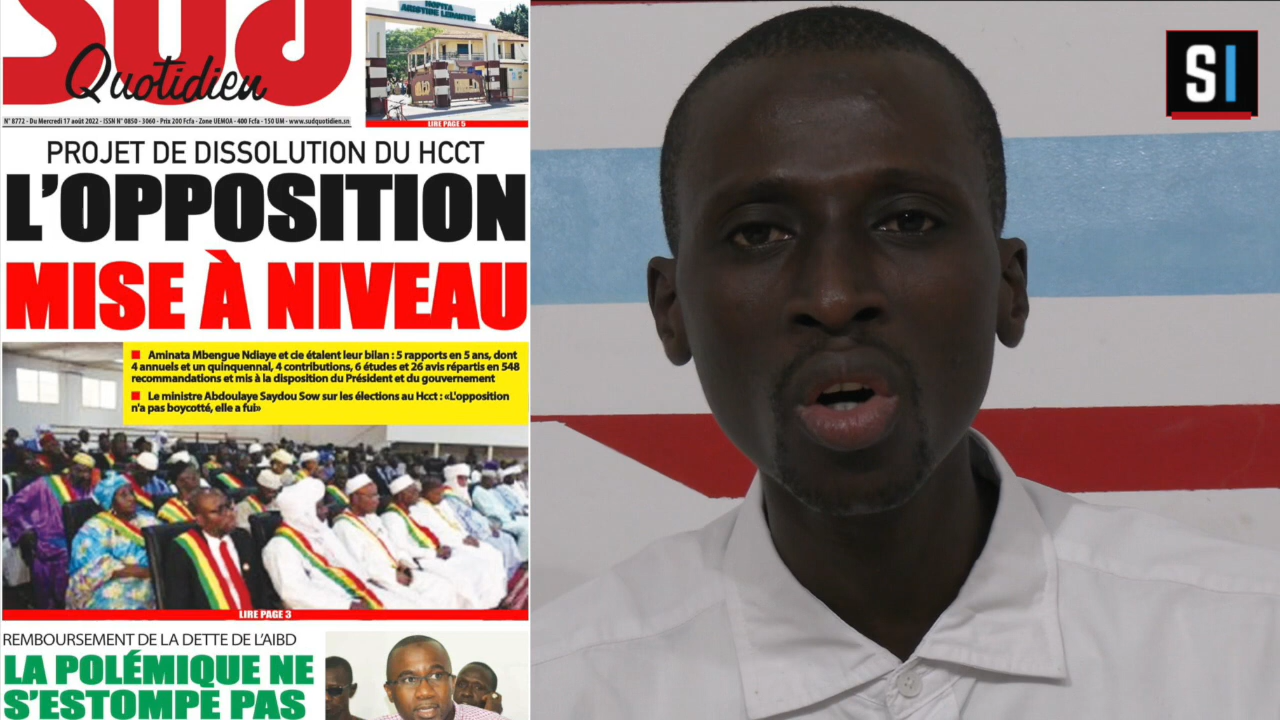 SUD
Quotidien
N° 8772 - Du Mercredi 17 août 2022 - ISSN N° 0850 - 3060 - Prix 200 Fcfa - Zone UEMOA - 400 Fcfa - 150 UM - www.sudquotidien.sn
HOPITA
ARISTIDE LEDANTEC
LIRE PAGE 5
PROJET DE DISSOLUTION DU HCCT
L'OPPOSITION
MISE À NIVEAU
Aminata Mbengue Ndiaye et cie étalent leur bilan : 5 rapports en 5 ans, dont
4 annuels et un quinquennal, 4 contributions, 6 études et 26 avis répartis en 548
recommandations et mis à la disposition du Président et du gouvernement
Le ministre Abdoulaye Saydou Sow sur les élections au Hcct : «L'opposition
n'a pas boycotté, elle a fui»
LIRE PAGE 3
REMBOURSEMENT DE LA DETTE DE L'AIBD
LA POLÉMIQUE NE
S'ESTOMPE PAS
SI